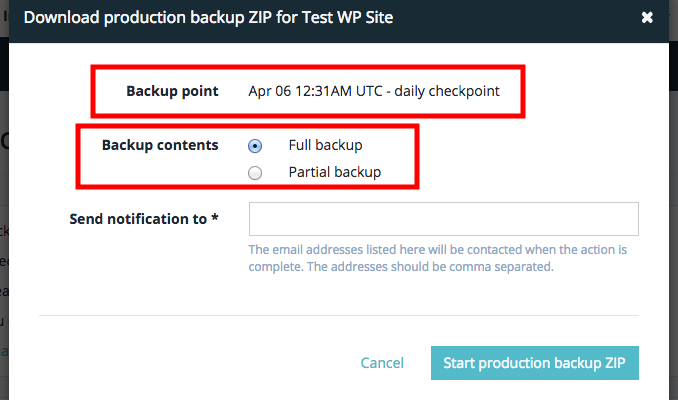 Download production backup ZIP for Test WP Site
Backup point Apr 06 12:31AM UTC - daily checkpoint
Backup contents Full backup
Partial backup
Send notification to *
The email addresses listed here will be contacted when the action is
complete. The addresses should be comma separated.
Cancel Start production backup ZIP